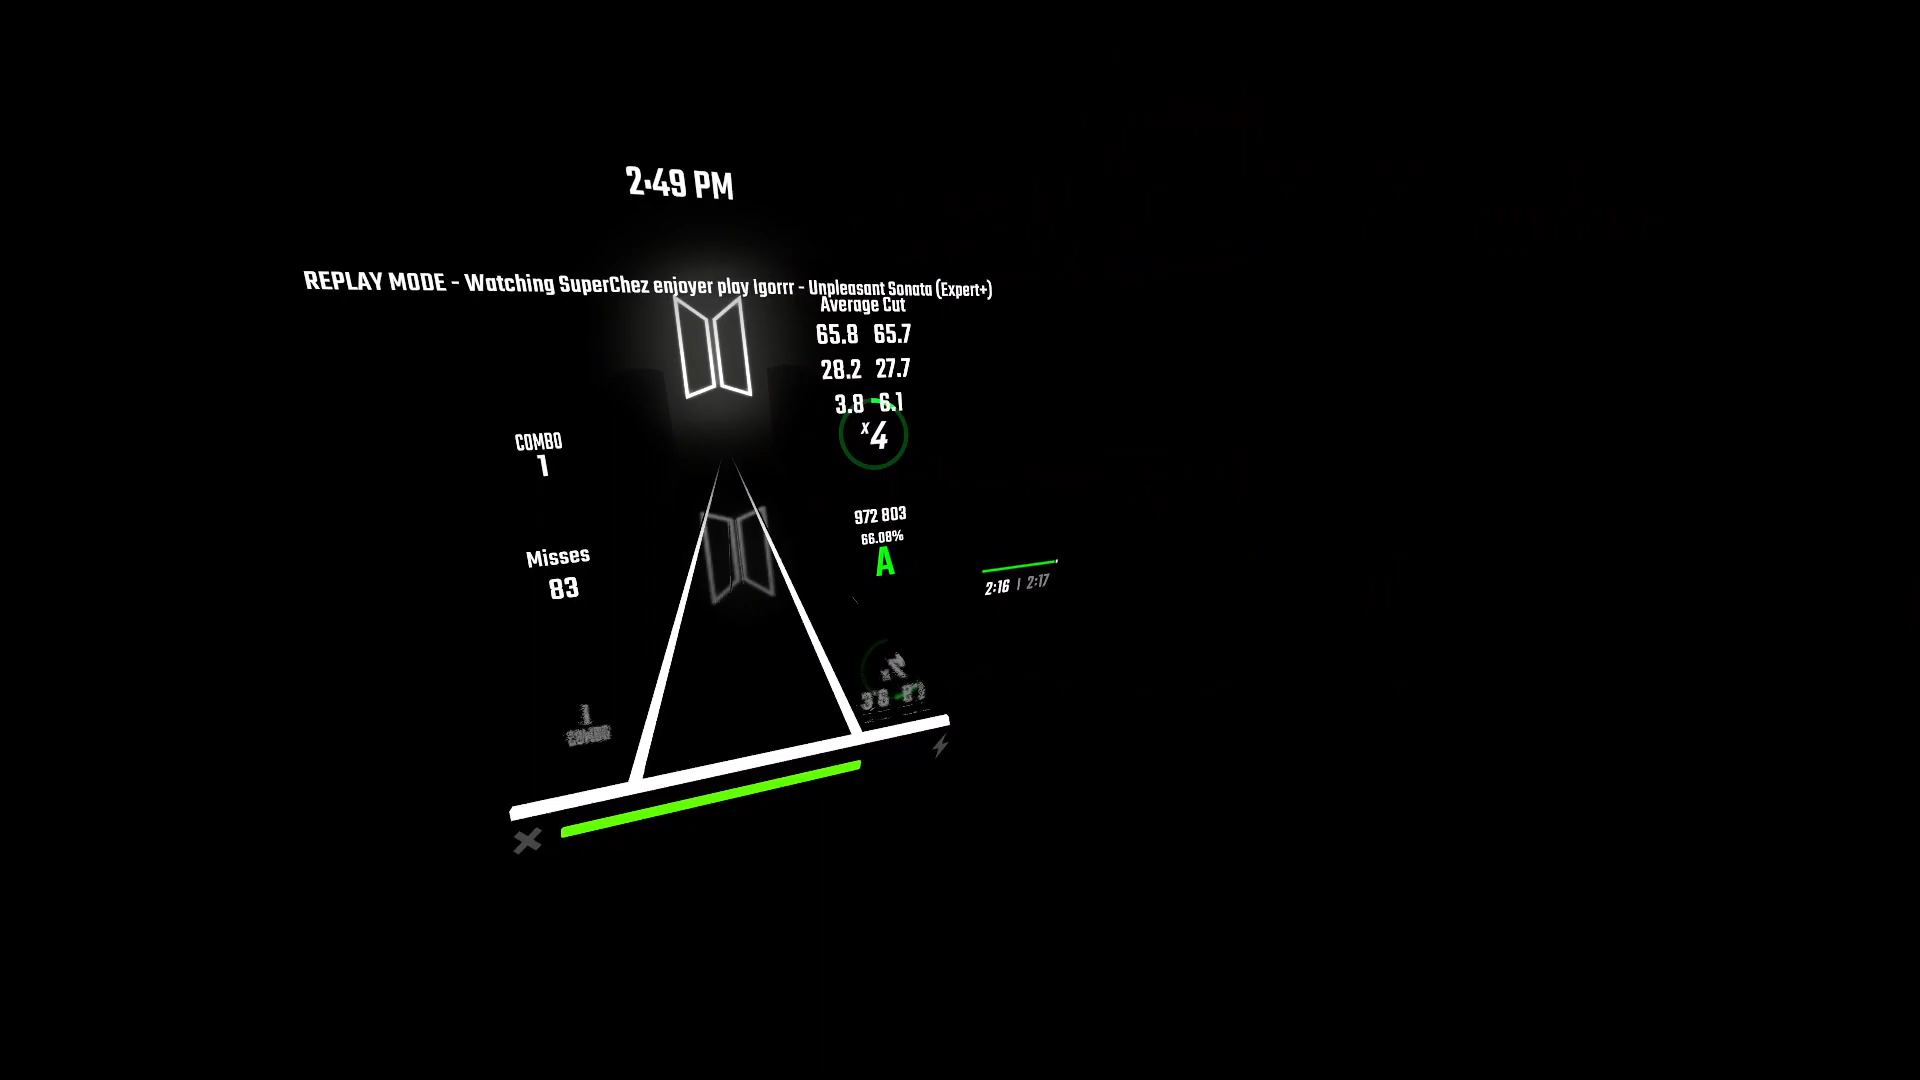 2:49 PM
REPLAY MODE - Watching SuperChez enjoyer play Igorrr - Unpleasant Sonata (Expert+)
Average Cut
65.8 65.7
28.2 27.7
3.8 6.1
x4
COMBO
1
972 803
66.08%
A
Misses
83
2:16 | 2:17
1
COMBO